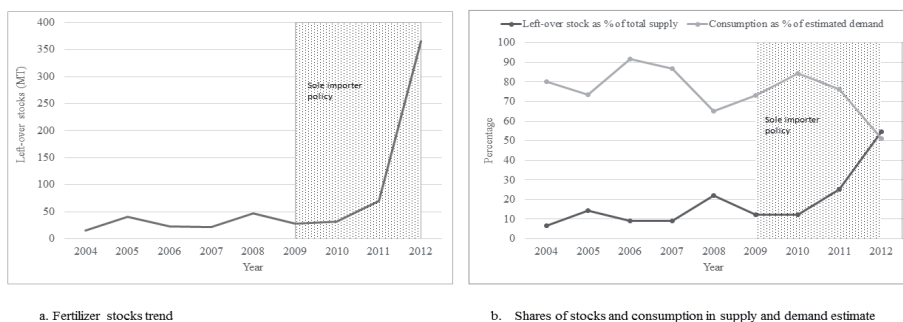 400
350
300
250
200
150
100
50
0
Left-over stocks (MT)
Sole importer
policy
2004 2005 2006 2007 2008 2009 2010 2011 2012
Year
a. Fertilizer stocks trend
Left-over stock as % of total supply Consumption as % of estimated demand
100
90
80
70
60
50
40
30
20
10
0
Percentage
Sole importer
policy
2004 2005 2006 2007 2008 2009 2010 2011 2012
Year
b. Shares of stocks and consumption in supply and demand estimate